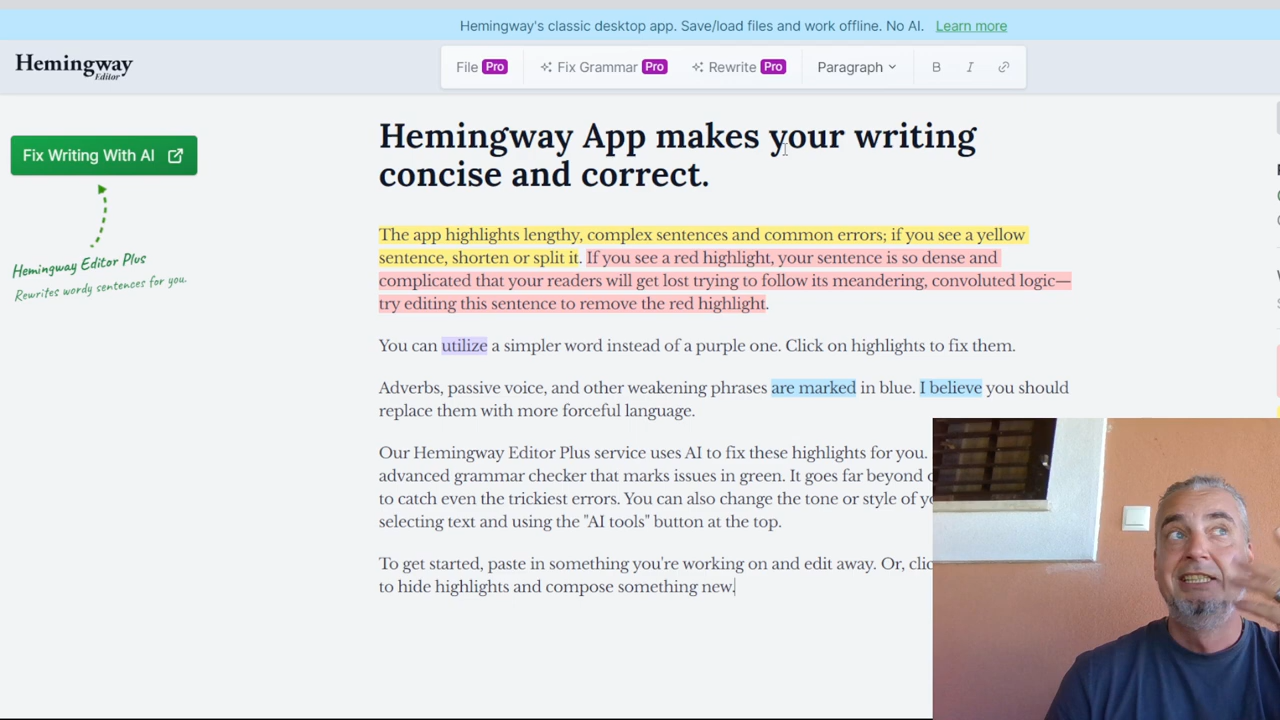 Hemingway's classic desktop app. Save/load files and work offline. No AI. Learn more
Hemingway
Editor
File Pro Fix Grammar Pro Rewrite Pro Paragraph B I
Fix Writing With AI
Hemingway Editor Plus
Rewrites wordy sentences for you.
Hemingway App makes your writing
concise and correct.
The app highlights lengthy, complex sentences and common errors; if you see a yellow
sentence, shorten or split it. If you see a red highlight, your sentence is so dense and
complicated that your readers will get lost trying to follow its meandering, convoluted logic—
try editing this sentence to remove the red highlight.
You can utilize a simpler word instead of a purple one. Click on highlights to fix them.
Adverbs, passive voice, and other weakening phrases are marked in blue. I believe you should
replace them with more forceful language.
Our Hemingway Editor Plus service uses AI to fix these highlights for you.
advanced grammar checker that marks issues in green. It goes far beyond
to catch even the trickiest errors. You can also change the tone or style of
selecting text and using the "AI tools" button at the top.
To get started, paste in something you're working on and edit away. Or,
to hide highlights and compose something new.